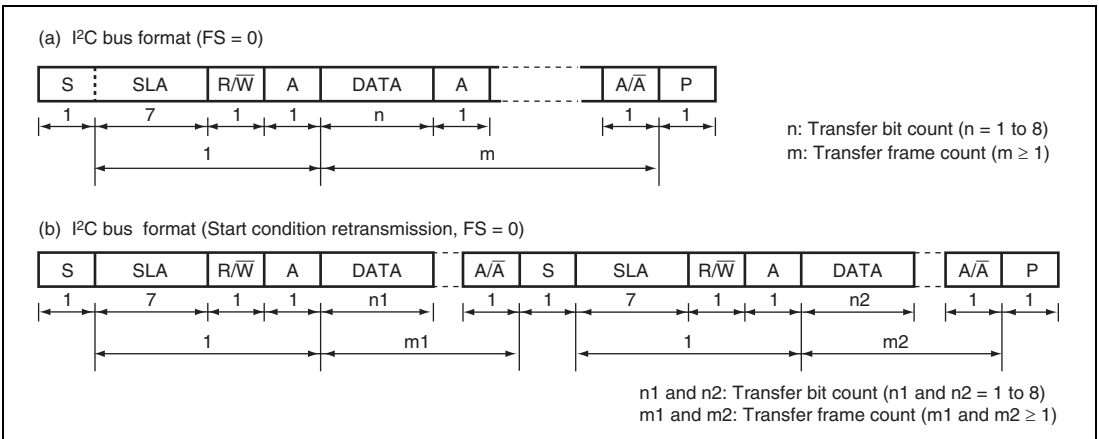 (a) I²C bus format (FS = 0)
S SLA R/W̅ A DATA A A/A̅ P
1 7 1 1 n 1 1 1
1 m
n: Transfer bit count (n = 1 to 8)
m: Transfer frame count (m ≥ 1)
(b) I²C bus format (Start condition retransmission, FS = 0)
S SLA R/W̅ A DATA A/A̅ S SLA R/W̅ A DATA A/A̅ P
1 7 1 1 n1 1 1 7 1 1 n2 1 1
1 m1 1 m2
n1 and n2: Transfer bit count (n1 and n2 = 1 to 8)
m1 and m2: Transfer frame count (m1 and m2 ≥ 1)